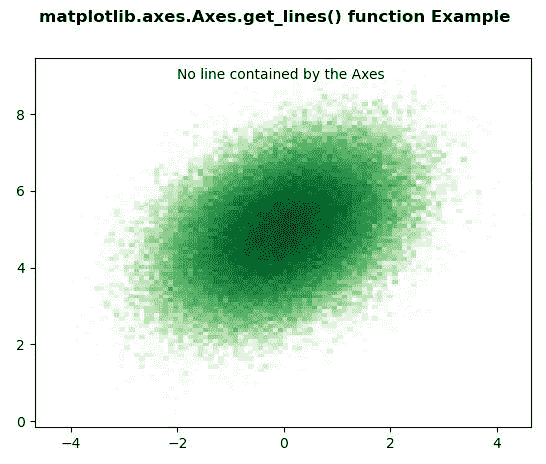 matplotlib.axes.Axes.get_lines() function Example
No line contained by the Axes
8
6
4
2
0
−4 −2 0 2 4